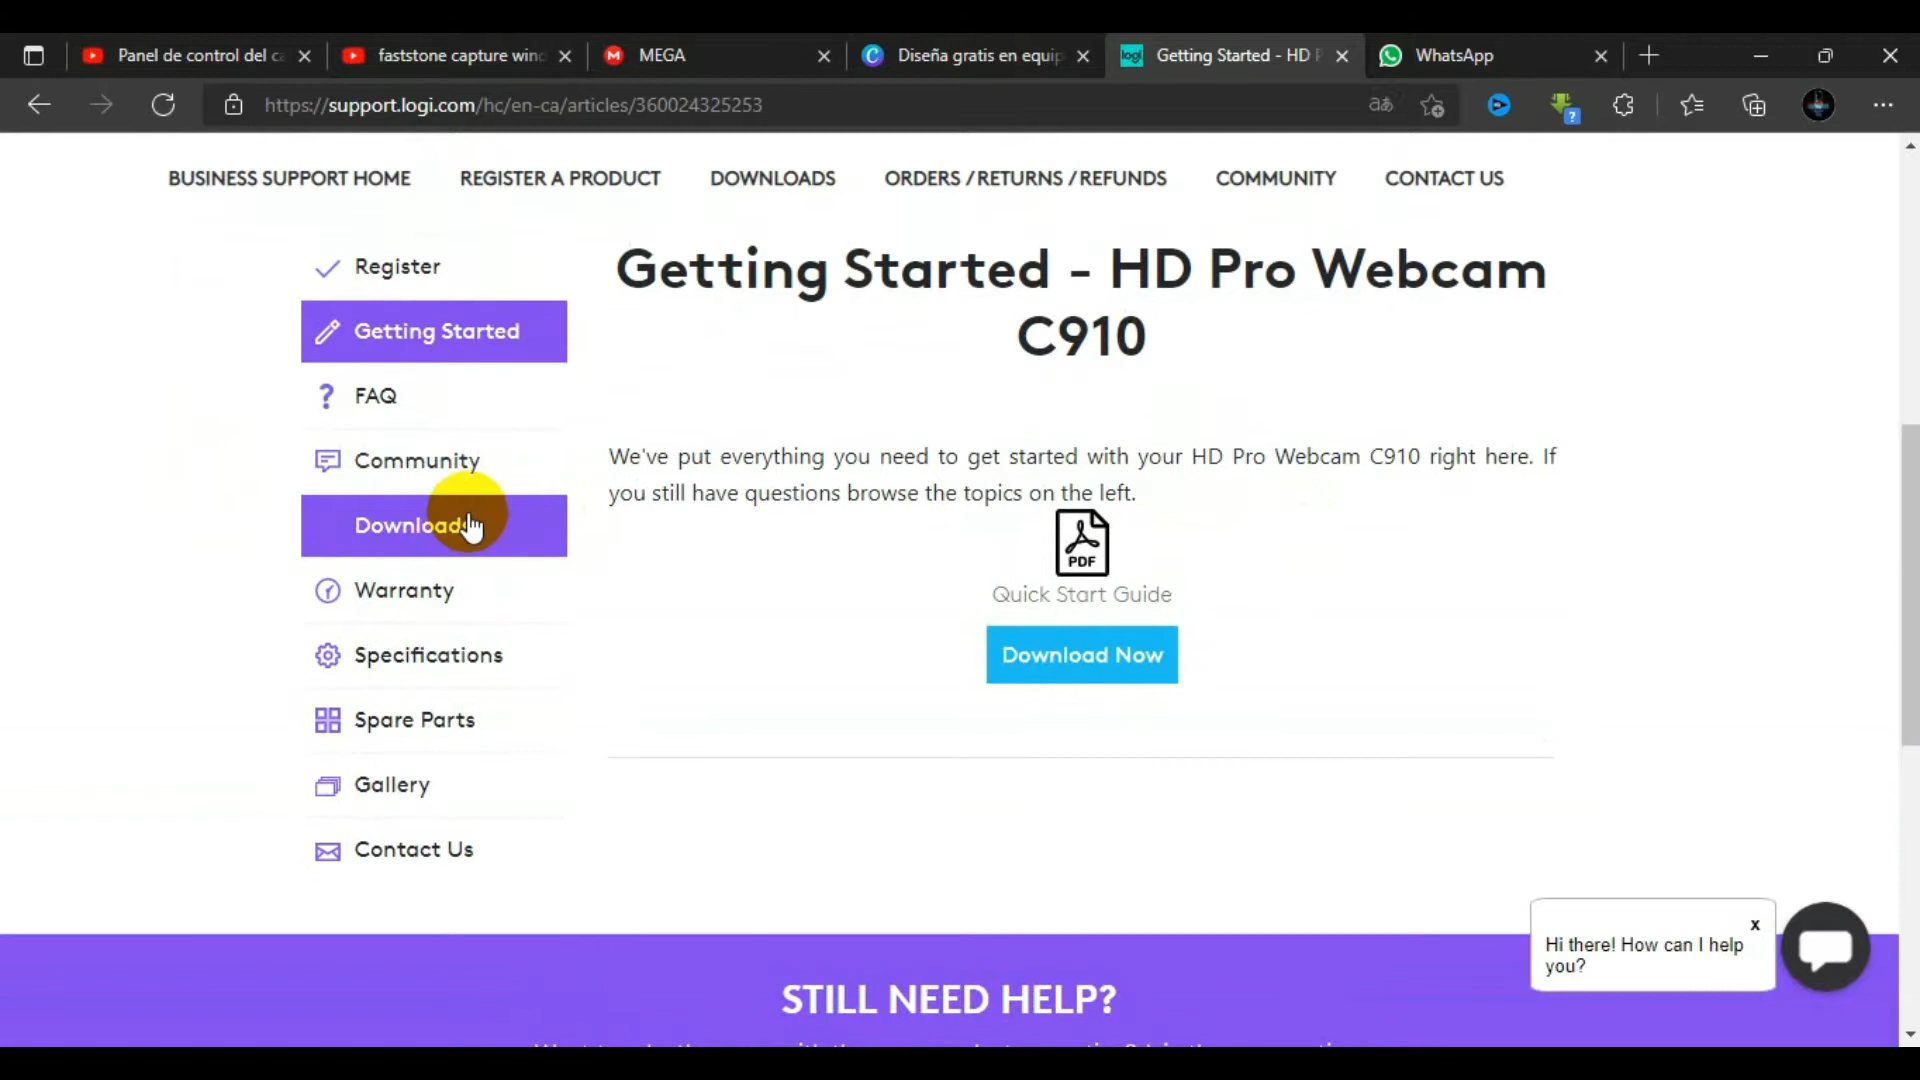 Panel de control del ca
faststone capture wind
MEGA
Diseña gratis en equip
logi
Getting Started - HD P
WhatsApp
https://support.logi.com/hc/en-ca/articles/360024325253
BUSINESS SUPPORT HOME
REGISTER A PRODUCT
DOWNLOADS
ORDERS / RETURNS / REFUNDS
COMMUNITY
CONTACT US
Register
Getting Started
FAQ
Community
Downloads
Warranty
Specifications
Spare Parts
Gallery
Contact Us
Getting Started - HD Pro Webcam
C910
We've put everything you need to get started with your HD Pro Webcam C910 right here. If
you still have questions browse the topics on the left.
PDF
Quick Start Guide
Download Now
x
Hi there! How can I help
you?
STILL NEED HELP?